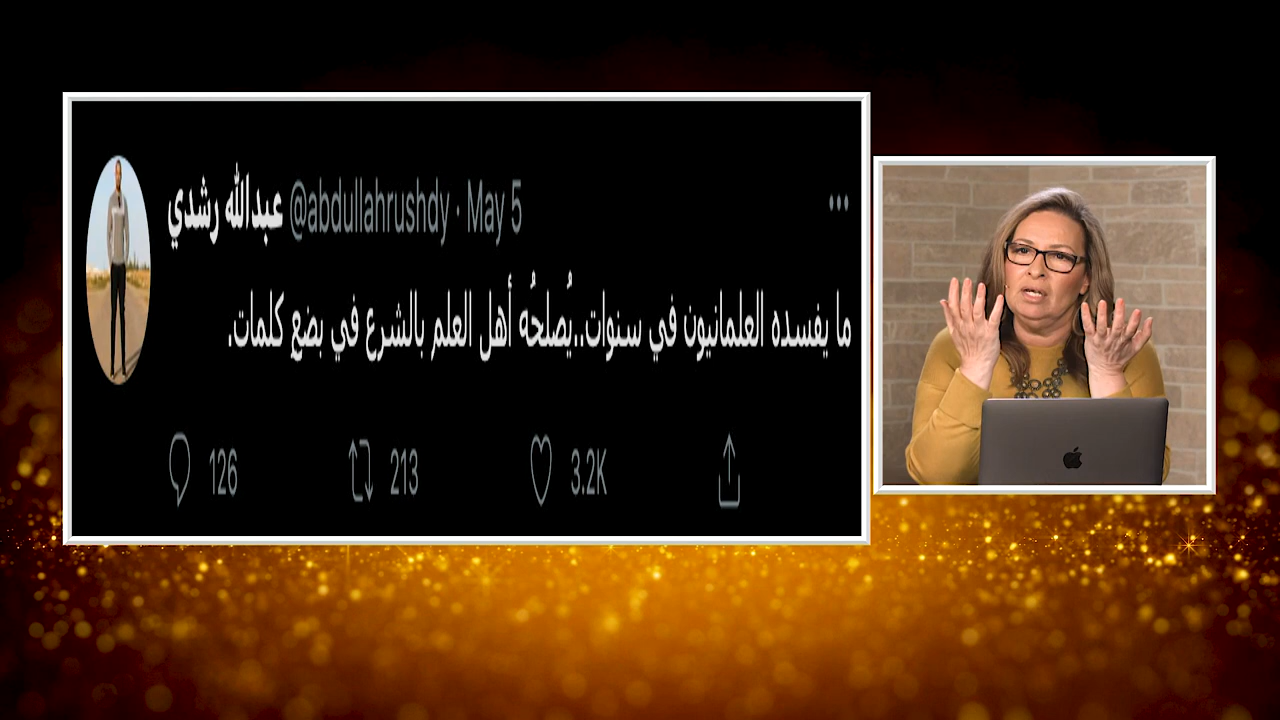 عبدالله رشدي @abdullahrushdy · May 5
ما يفسده العلمانيون في سنوات..يُصلحُه أهل العلم بالشرع في بضع كلمات.
126 213 3.2K